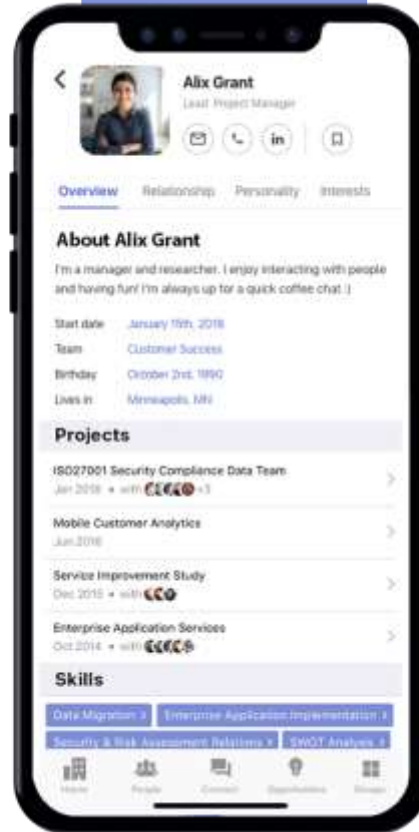 Alix Grant
Lead Project Manager
in
Overview Relationship Personality Interests
About Alix Grant
I'm a manager and researcher. I enjoy interacting with people
and having fun! I'm always up for a quick coffee chat :)
Start date January 15th, 2018
Team Customer Success
Birthday October 2nd, 1990
Lives in Minneapolis, MN
Projects
ISO27001 Security Compliance Data Team
Jan 2018 • with +3
Mobile Customer Analytics
Jun 2016
Service Improvement Study
Dec 2015 • with
Enterprise Application Services
Oct 2014 • with
Skills
Data Migration x Enterprise Application Implementation x
Security & Risk Assessment Relations x SWOT Analysis x
Home People Connect Opportunities